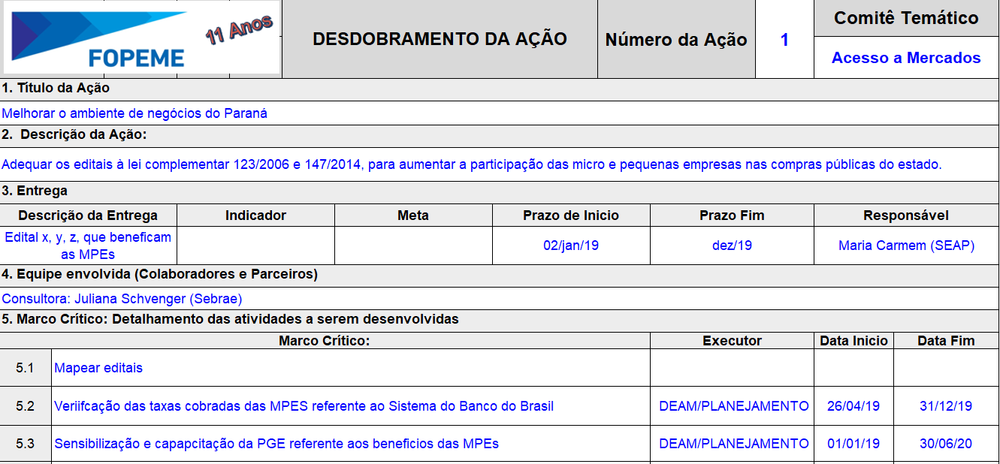 FOPEME
11 Anos
DESDOBRAMENTO DA AÇÃO
Número da Ação
1
Comitê Temático
Acesso a Mercados
1. Título da Ação
Melhorar o ambiente de negócios do Paraná
2. Descrição da Ação:
Adequar os editais à lei complementar 123/2006 e 147/2014, para aumentar a participação das micro e pequenas empresas nas compras públicas do estado.
3. Entrega
Descrição da Entrega Indicador Meta Prazo de Inicio Prazo Fim Responsável
Edital x, y, z, que beneficam
as MPEs
02/jan/19 dez/19 Maria Carmem (SEAP)
4. Equipe envolvida (Colaboradores e Parceiros)
Consultora: Juliana Schvenger (Sebrae)
5. Marco Crítico: Detalhamento das atividades a serem desenvolvidas
Marco Crítico: Executor Data Inicio Data Fim
5.1 Mapear editais
5.2 Veriifcação das taxas cobradas das MPES referente ao Sistema do Banco do Brasil DEAM/PLANEJAMENTO 26/04/19 31/12/19
5.3 Sensibilização e capapcitação da PGE referente aos beneficios das MPEs DEAM/PLANEJAMENTO 01/01/19 30/06/20